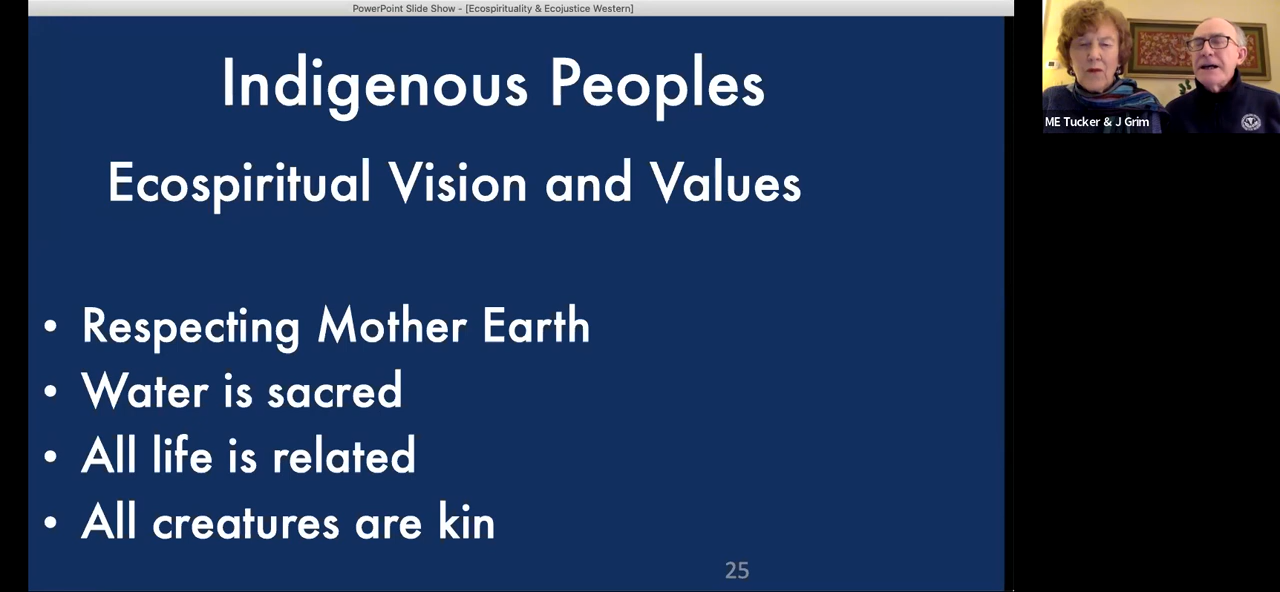 PowerPoint Slide Show - [Ecospirituality & Ecojustice Western]
Indigenous Peoples
Ecospiritual Vision and Values
• Respecting Mother Earth
• Water is sacred
• All life is related
• All creatures are kin
25
ME Tucker & J Grim